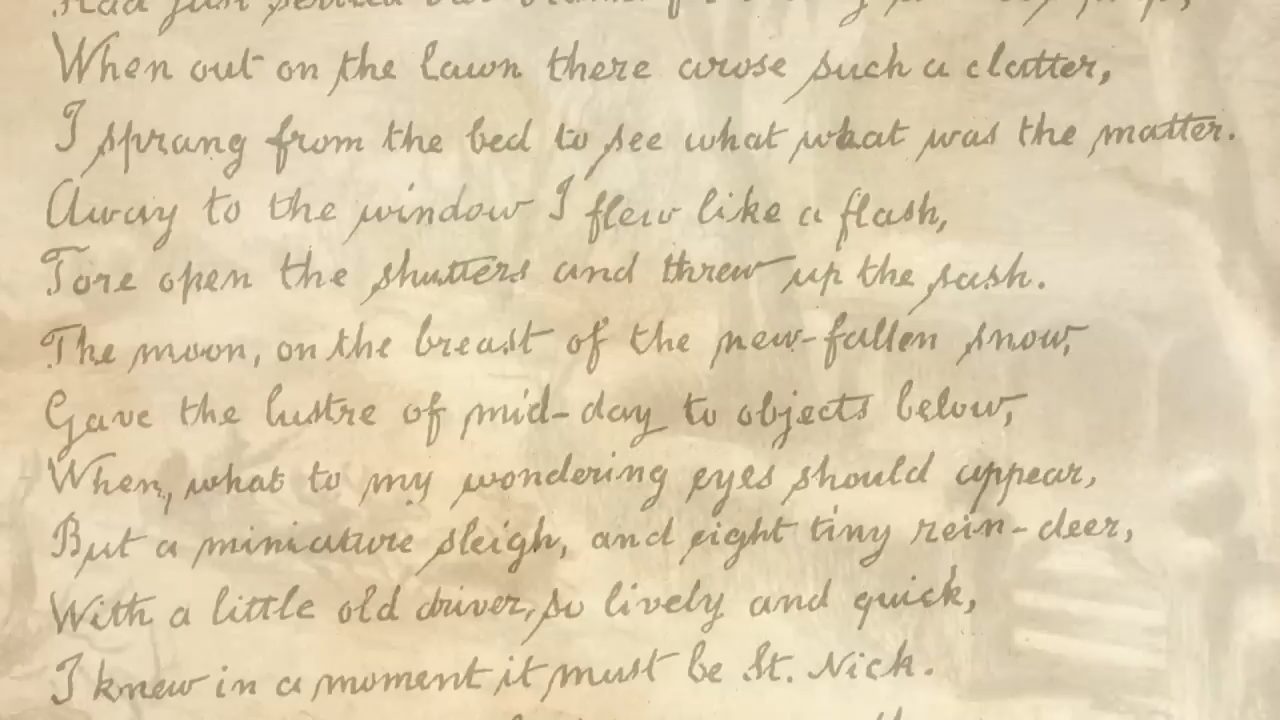 Had just settled our
When out on the lawn there arose such a clatter,
I sprang from the bed to see what what was the matter.
Away to the window I flew like a flash,
Tore open the shutters and threw up the sash.
The moon, on the breast of the new-fallen snow,
Gave the lustre of mid-day to objects below,
When, what to my wondering eyes should appear,
But a miniature sleigh, and eight tiny rein-deer,
With a little old driver, so lively and quick,
I knew in a moment it must be St. Nick.